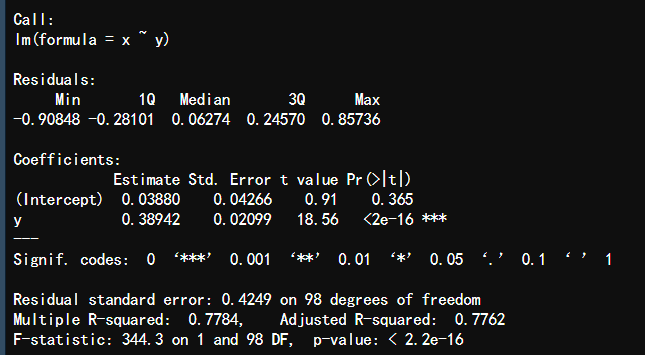 Call:
lm(formula = x ~ y)
Residuals:
     Min       1Q   Median       3Q      Max
-0.90848 -0.28101  0.06274  0.24570  0.85736
Coefficients:
            Estimate Std. Error t value Pr(>|t|)
(Intercept)  0.03880    0.04266    0.91    0.365
y            0.38942    0.02099   18.56   <2e-16 ***
---
Signif. codes:  0 ‘***’ 0.001 ‘**’ 0.01 ‘*’ 0.05 ‘.’ 0.1 ‘ ’ 1
Residual standard error: 0.4249 on 98 degrees of freedom
Multiple R-squared:  0.7784,    Adjusted R-squared:  0.7762
F-statistic: 344.3 on 1 and 98 DF,  p-value: < 2.2e-16